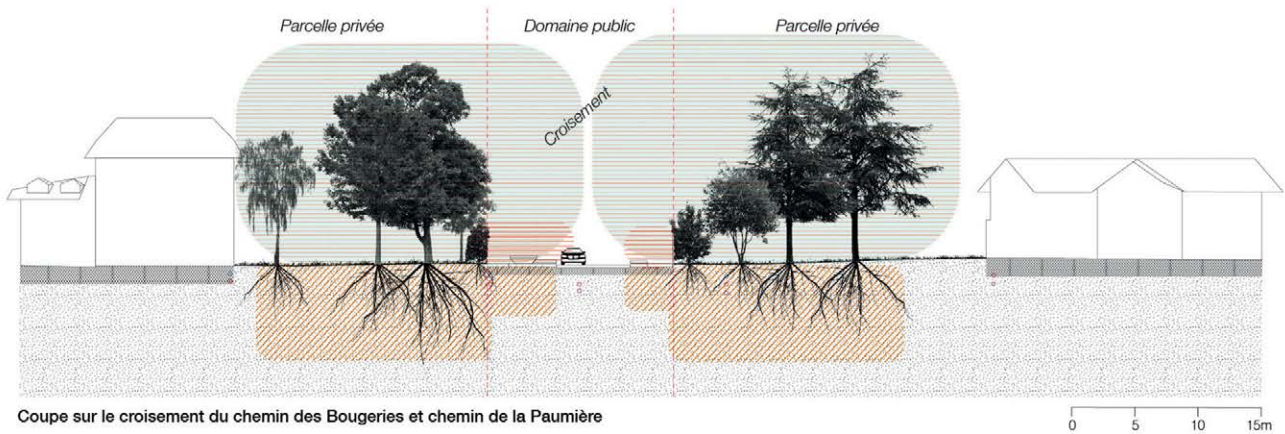 Parcelle privée
Domaine public
Parcelle privée
Croisement
Coupe sur le croisement du chemin des Bougeries et chemin de la Paumière
0 5 10 15m